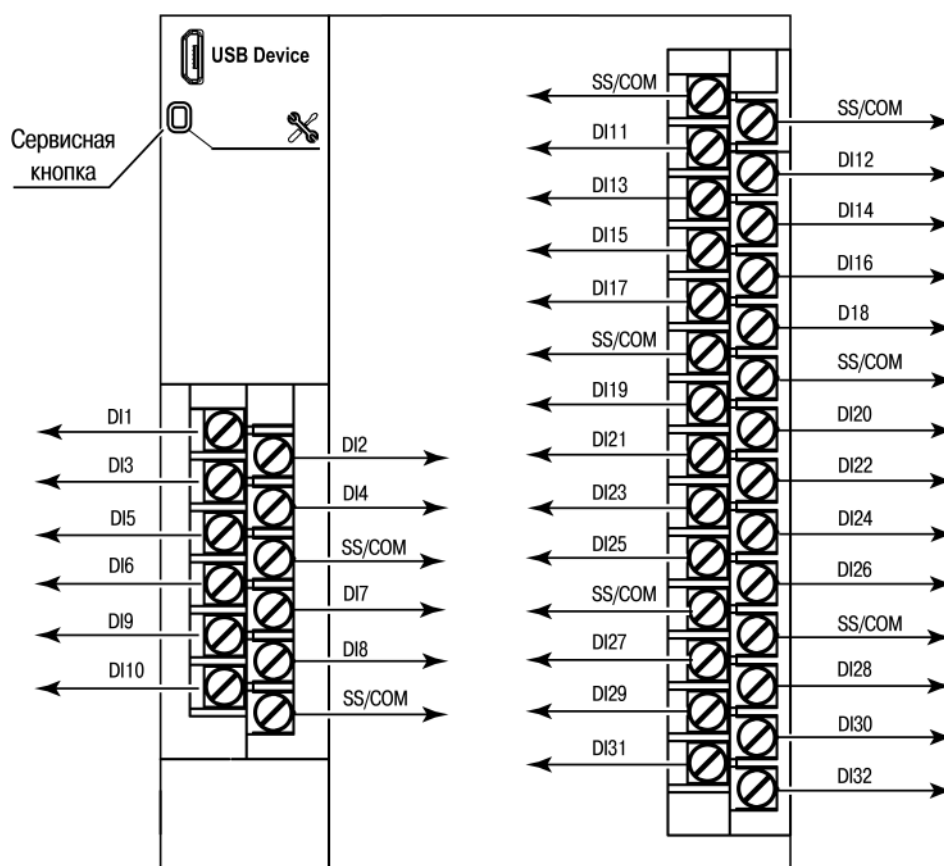 USB Device
Сервисная
кнопка
DI1
DI3
DI5
DI6
DI9
DI10
DI2
DI4
SS/COM
DI7
DI8
SS/COM
SS/COM
DI11
DI13
DI15
DI17
SS/COM
DI19
DI21
DI23
DI25
SS/COM
DI27
DI29
DI31
SS/COM
DI12
DI14
DI16
D18
SS/COM
DI20
DI22
DI24
DI26
SS/COM
DI28
DI30
DI32